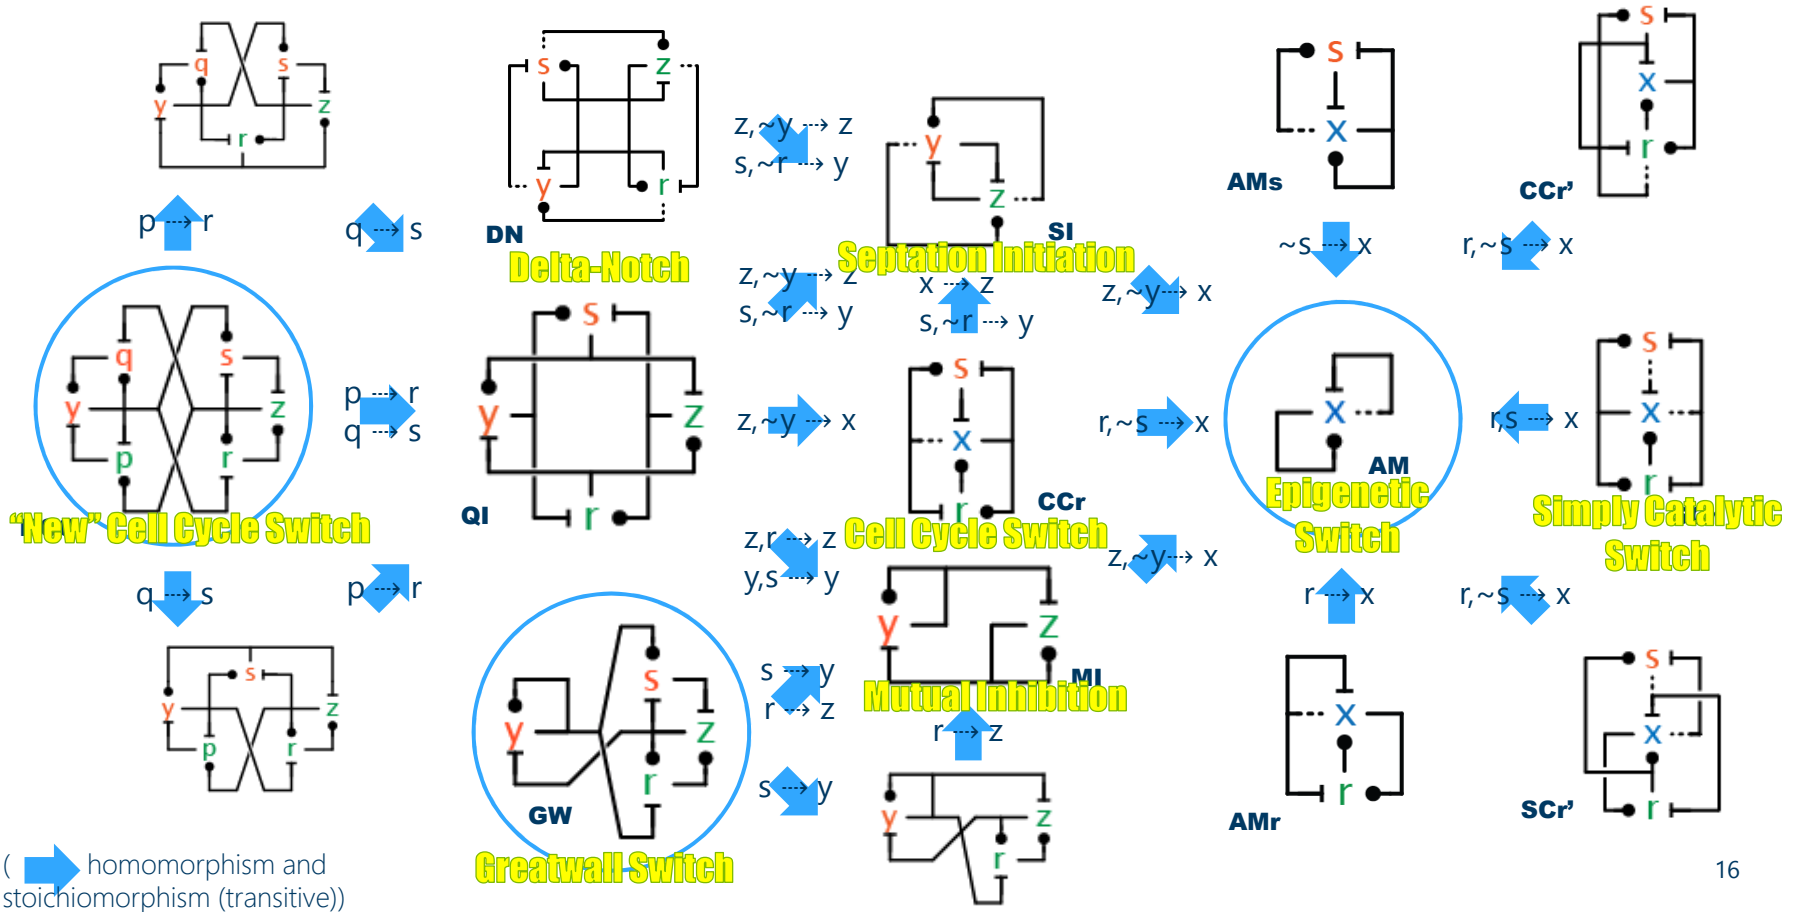 q s
y z
r
p ⤏ r
q ⤏ s
q s
y z
p r
"New" Cell Cycle Switch
p ⤏ r
q ⤏ s
q ⤏ s
p ⤏ r
s
y z
p r
s z
y r
DN
Delta-Notch
z,~y ⤏ z
s,~r ⤏ y
y
z
SI
Septation Initiation
s
y z
r
QI
z,~y ⤏ z
s,~r ⤏ y
x ⤏ z
s,~r ⤏ y
z,~y ⤏ x
z,~y ⤏ x
s
x
r
CCr
Cell Cycle Switch
r,~s ⤏ x
z,r ⤏ z
y,s ⤏ y
z,~y ⤏ x
y z
MI
Mutual Inhibition
s
y z
r
GW
Greatwall Switch
s ⤏ y
r ⤏ z
s ⤏ y
r ⤏ z
y z
r
s
x
AMs
~s ⤏ x
s
x
r
CCr'
r,~s ⤏ x
x
AM
Epigenetic
Switch
r,s ⤏ x
s
x
r
Simply Catalytic
Switch
r ⤏ x
r,~s ⤏ x
x
r
AMr
s
x
r
SCr'
( homomorphism and
stoichiomorphism (transitive))
16